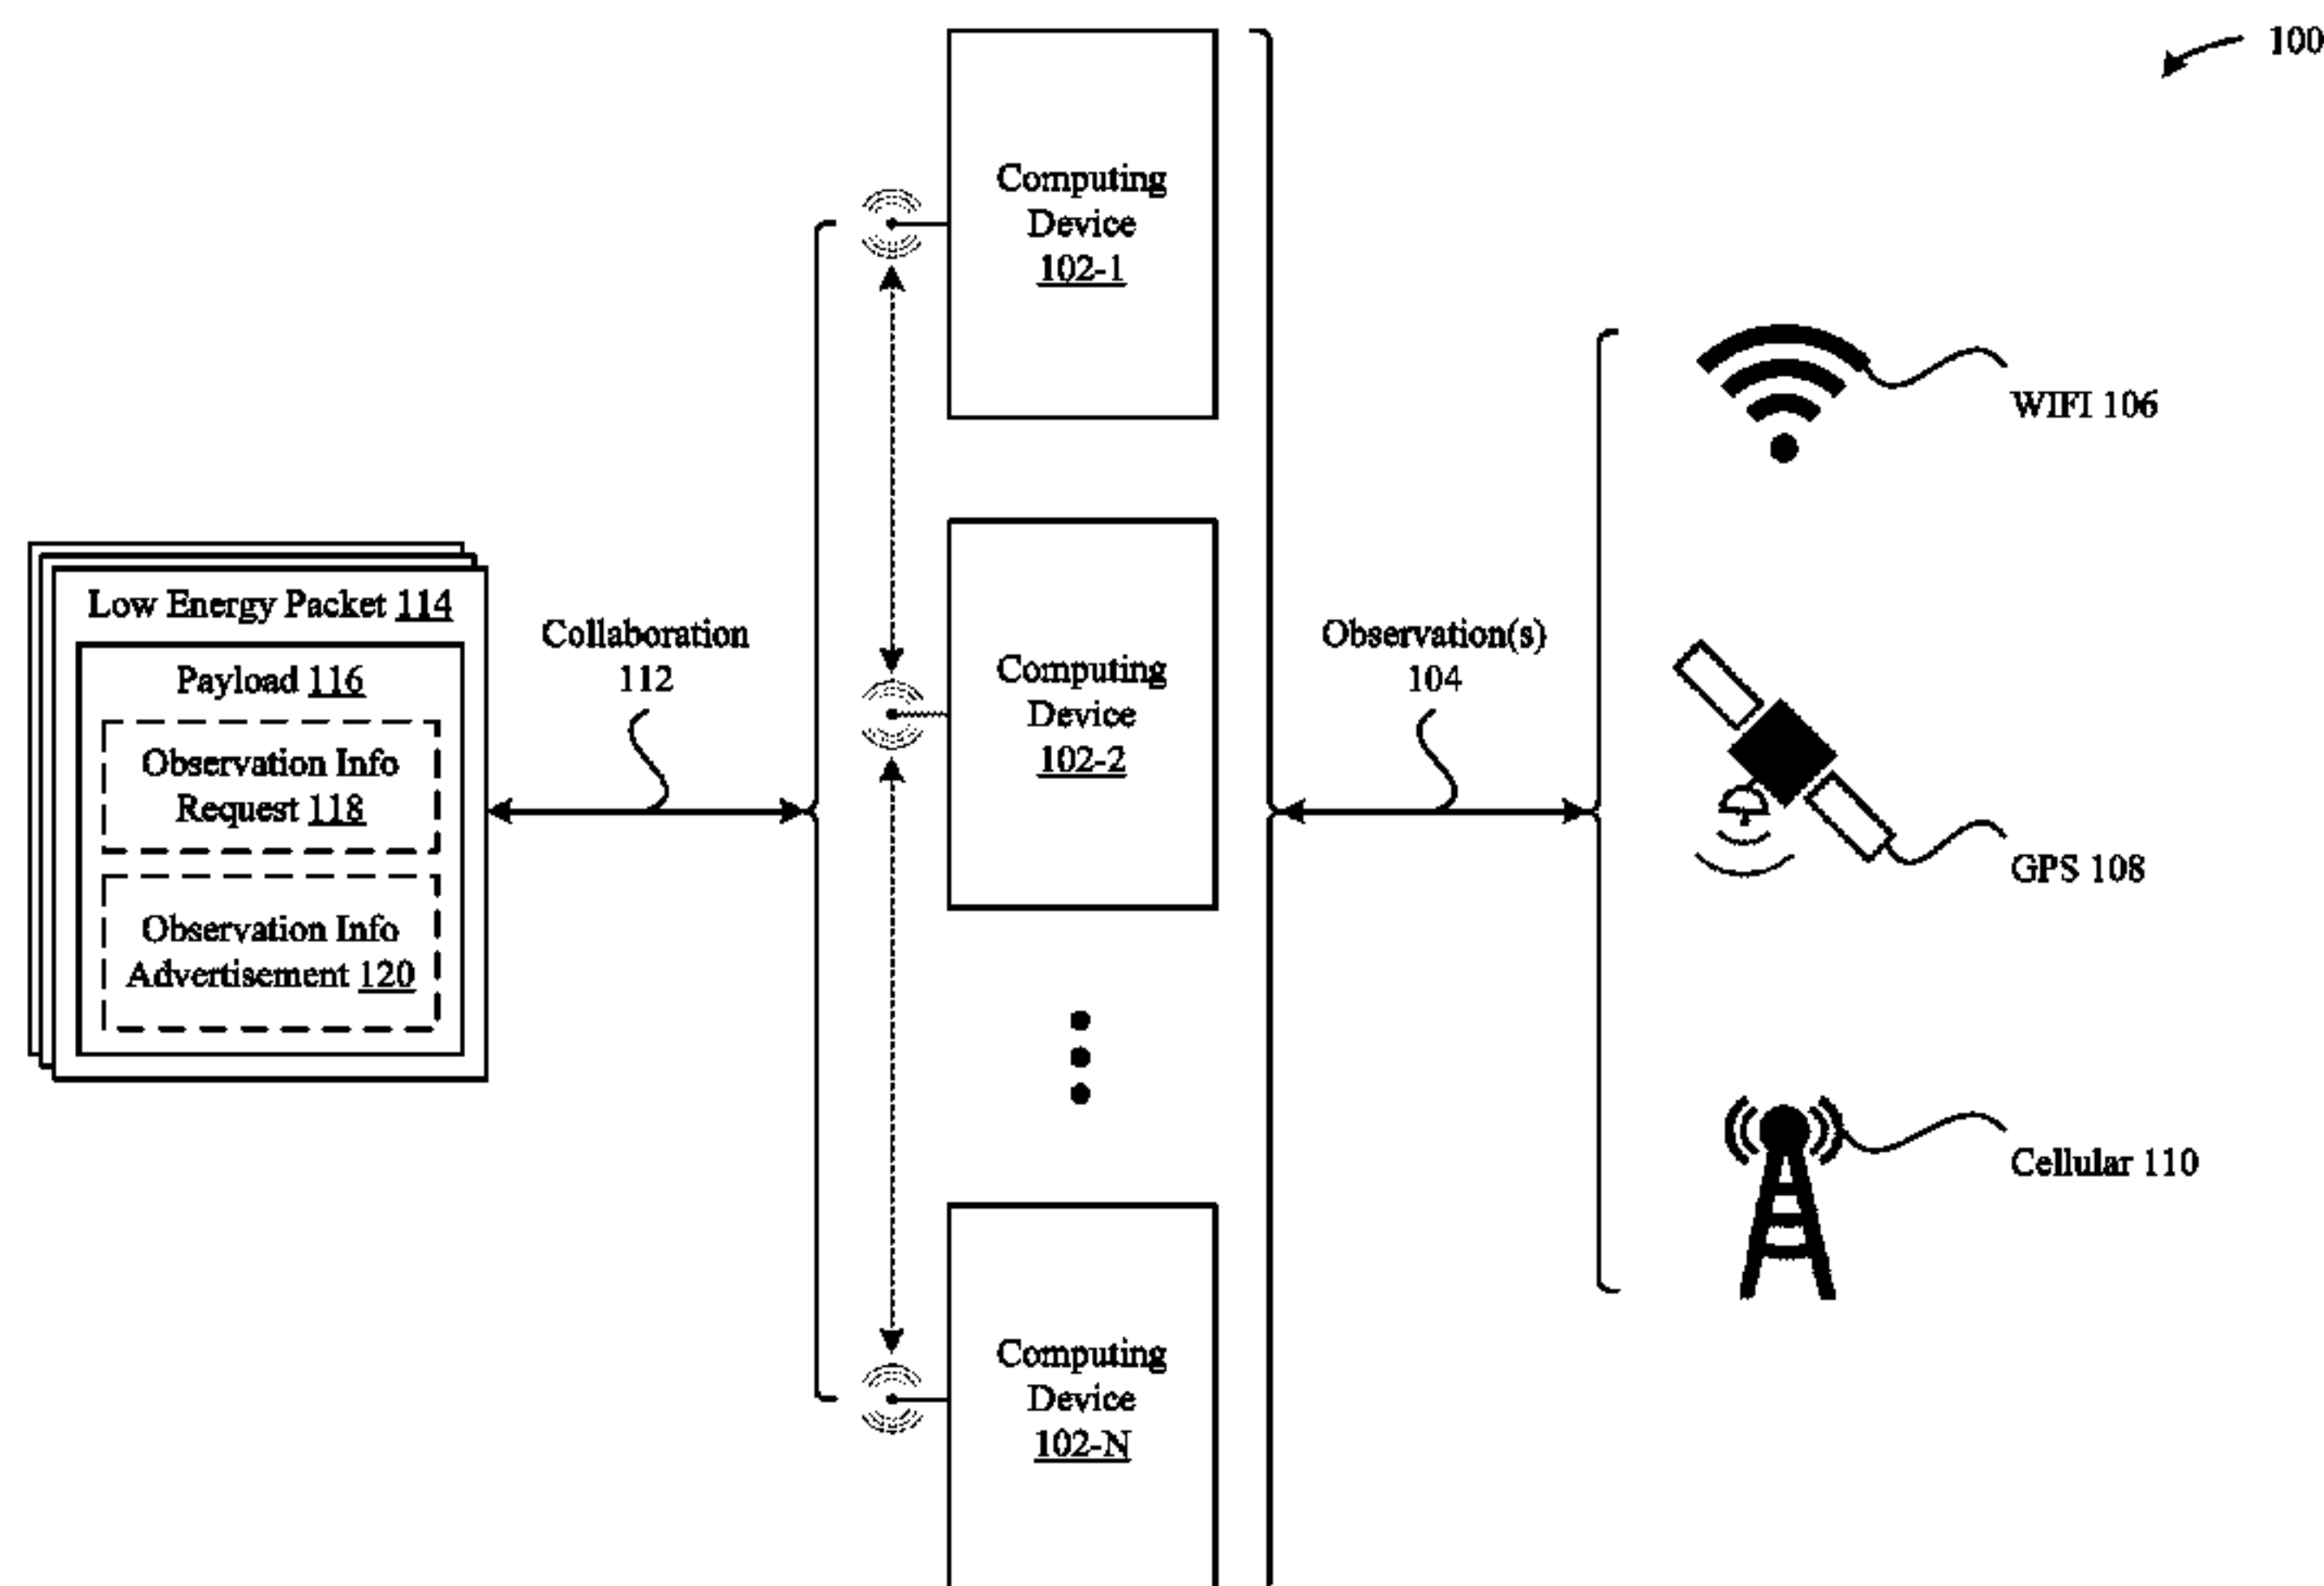 100
Computing
Device
102-1
WIFI 106
Low Energy Packet 114
Payload 116
Observation Info
Request 118
Observation Info
Advertisement 120
Collaboration
112
Computing
Device
102-2
Observation(s)
104
GPS 108
Cellular 110
Computing
Device
102-N